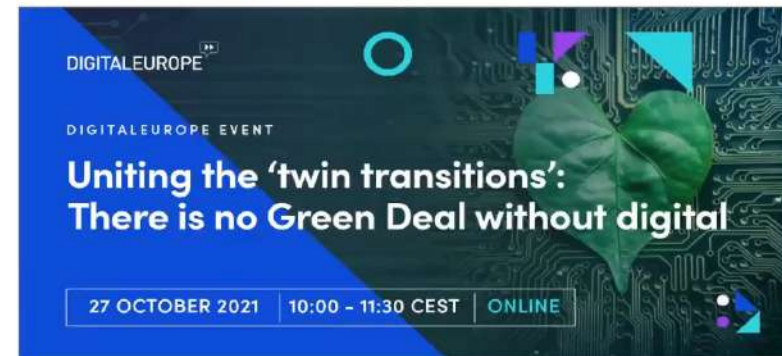 DIGITALEUROPE
DIGITALEUROPE EVENT
Uniting the ‘twin transitions’:
There is no Green Deal without digital
27 OCTOBER 2021 | 10:00 - 11:30 CEST | ONLINE